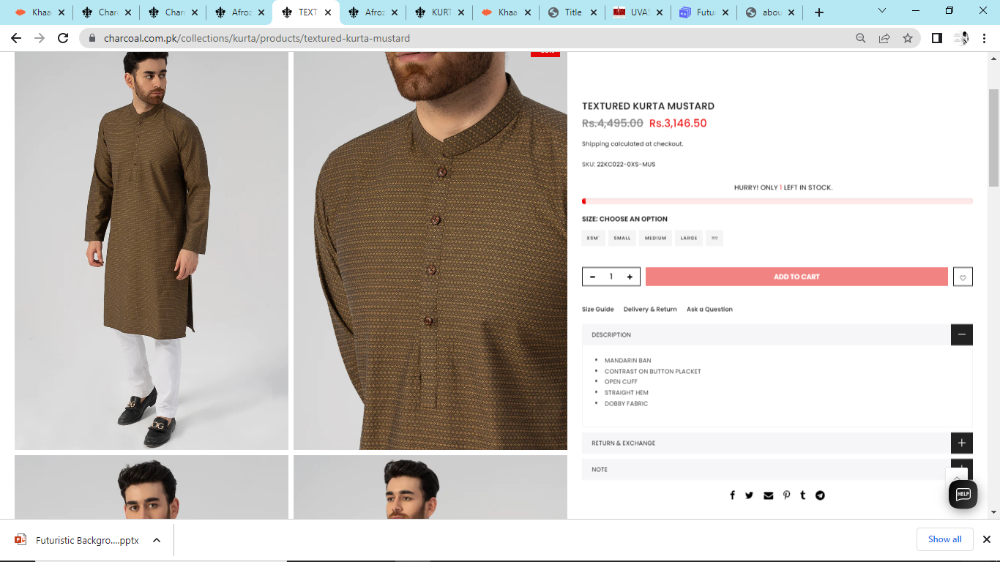 Khaa
Char
Char
Afroz
TEXT
Afroz
KURT
Khaa
Title
UVAS
Futur
abou
charcoal.com.pk/collections/kurta/products/textured-kurta-mustard
TEXTURED KURTA MUSTARD
Rs.4,495.00 Rs.3,146.50
Shipping calculated at checkout.
SKU: 22KC022-0XS-MUS
HURRY! ONLY 1 LEFT IN STOCK.
SIZE: CHOOSE AN OPTION
XSM SMALL MEDIUM LARGE
1 ADD TO CART
Size Guide Delivery & Return Ask a Question
DESCRIPTION
MANDARIN BAN
CONTRAST ON BUTTON PLACKET
OPEN CUFF
STRAIGHT HEM
DOBBY FABRIC
RETURN & EXCHANGE
NOTE
HELP
Futuristic Backgro....pptx
Show all